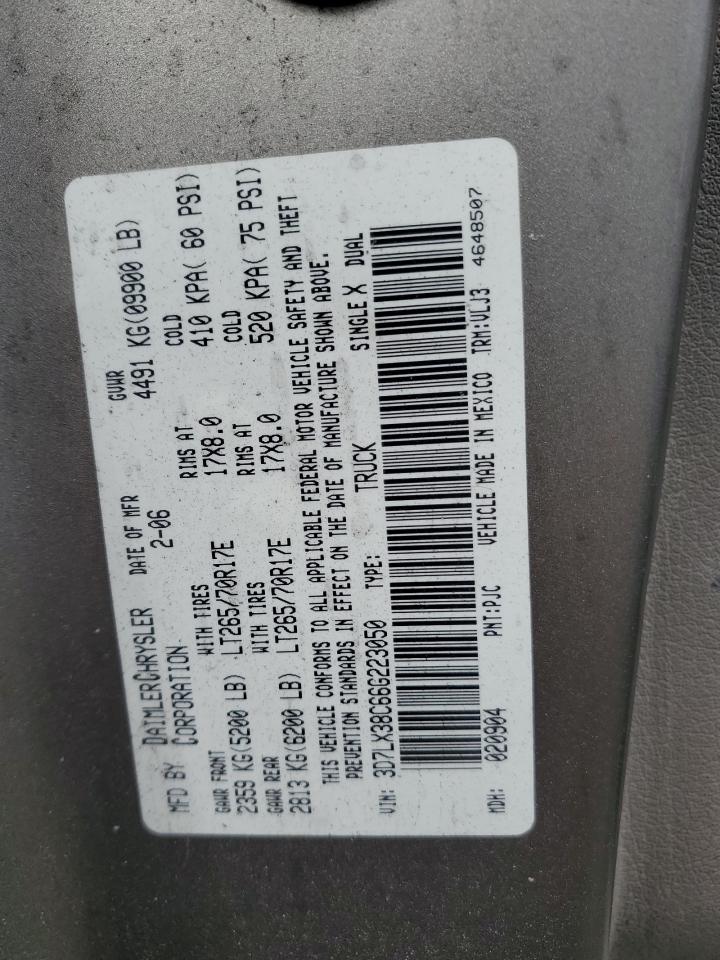 MFD BY DAIMLERCHRYSLER CORPORATION
DATE OF MFR 2-06
GVWR 4491 KG(09900 LB)
GAWR FRONT WITH TIRES RIMS AT COLD
2359 KG(5200 LB) LT265/70R17E 17X8.0 410 KPA( 60 PSI)
GAWR REAR WITH TIRES RIMS AT COLD
2813 KG(6200 LB) LT265/70R17E 17X8.0 520 KPA( 75 PSI)
THIS VEHICLE CONFORMS TO ALL APPLICABLE FEDERAL MOTOR VEHICLE SAFETY AND THEFT
PREVENTION STANDARDS IN EFFECT ON THE DATE OF MANUFACTURE SHOWN ABOVE.
VIN: 3D7LX38C66G223050 TYPE: TRUCK SINGLE X DUAL
MDH: 020904 PNT:PJC VEHICLE MADE IN MEXICO TRM:VLJ3 4648507